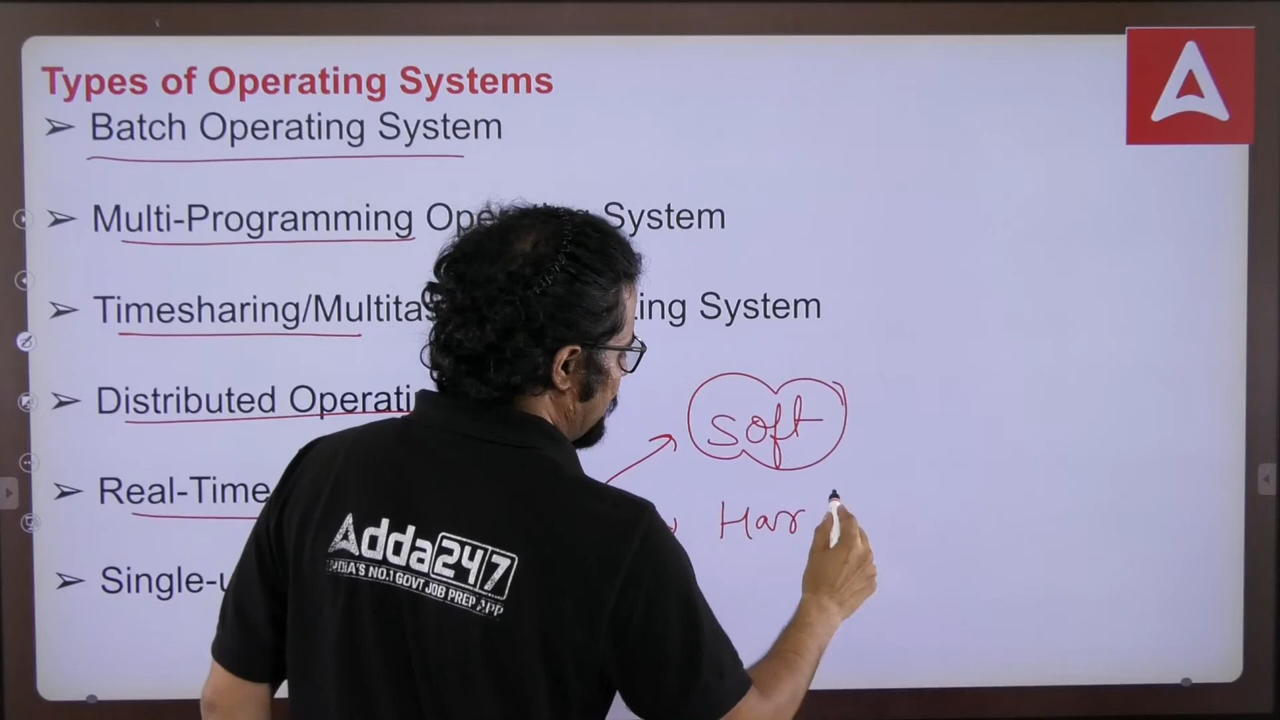 Types of Operating Systems
➢ Batch Operating System
➢ Multi-Programming Ope System
➢ Timesharing/Multitas ing System
➢ Distributed Operati
soft
➢ Real-Time
Har
➢ Single-u
Adda247
INDIA'S NO.1 GOVT JOB PREP APP